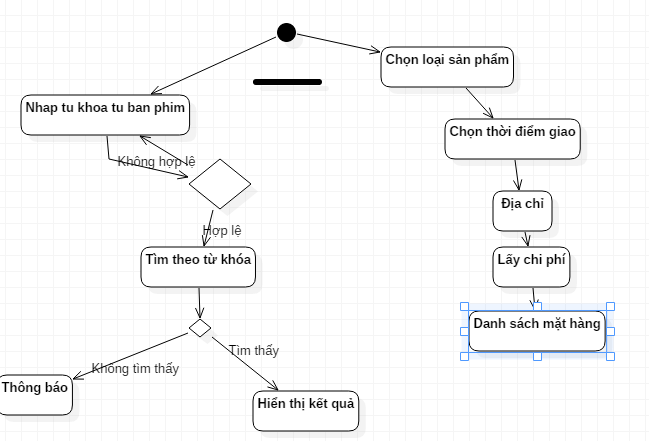 Chọn loại sản phẩm
Nhap tu khoa tu ban phim
Chọn thời điểm giao
Không hợp lệ
Địa chỉ
Hợp lệ
Tìm theo từ khóa
Lấy chi phí
Danh sách mặt hàng
Tìm thấy
Không tìm thấy
Thông báo
Hiển thị kết quả